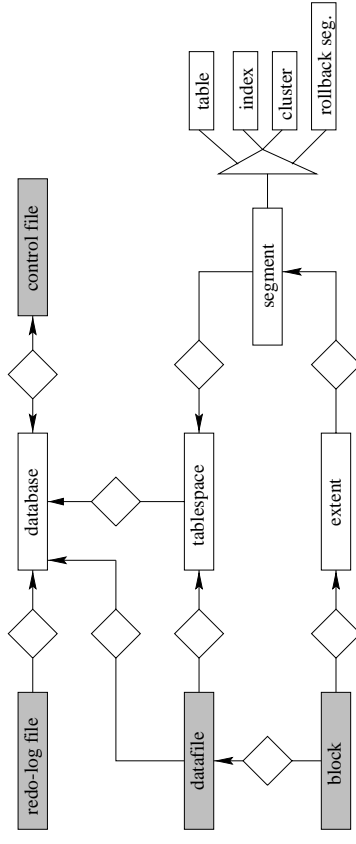 redo-log file
database
control file
datafile
tablespace
segment
table
index
cluster
rollback seg.
block
extent